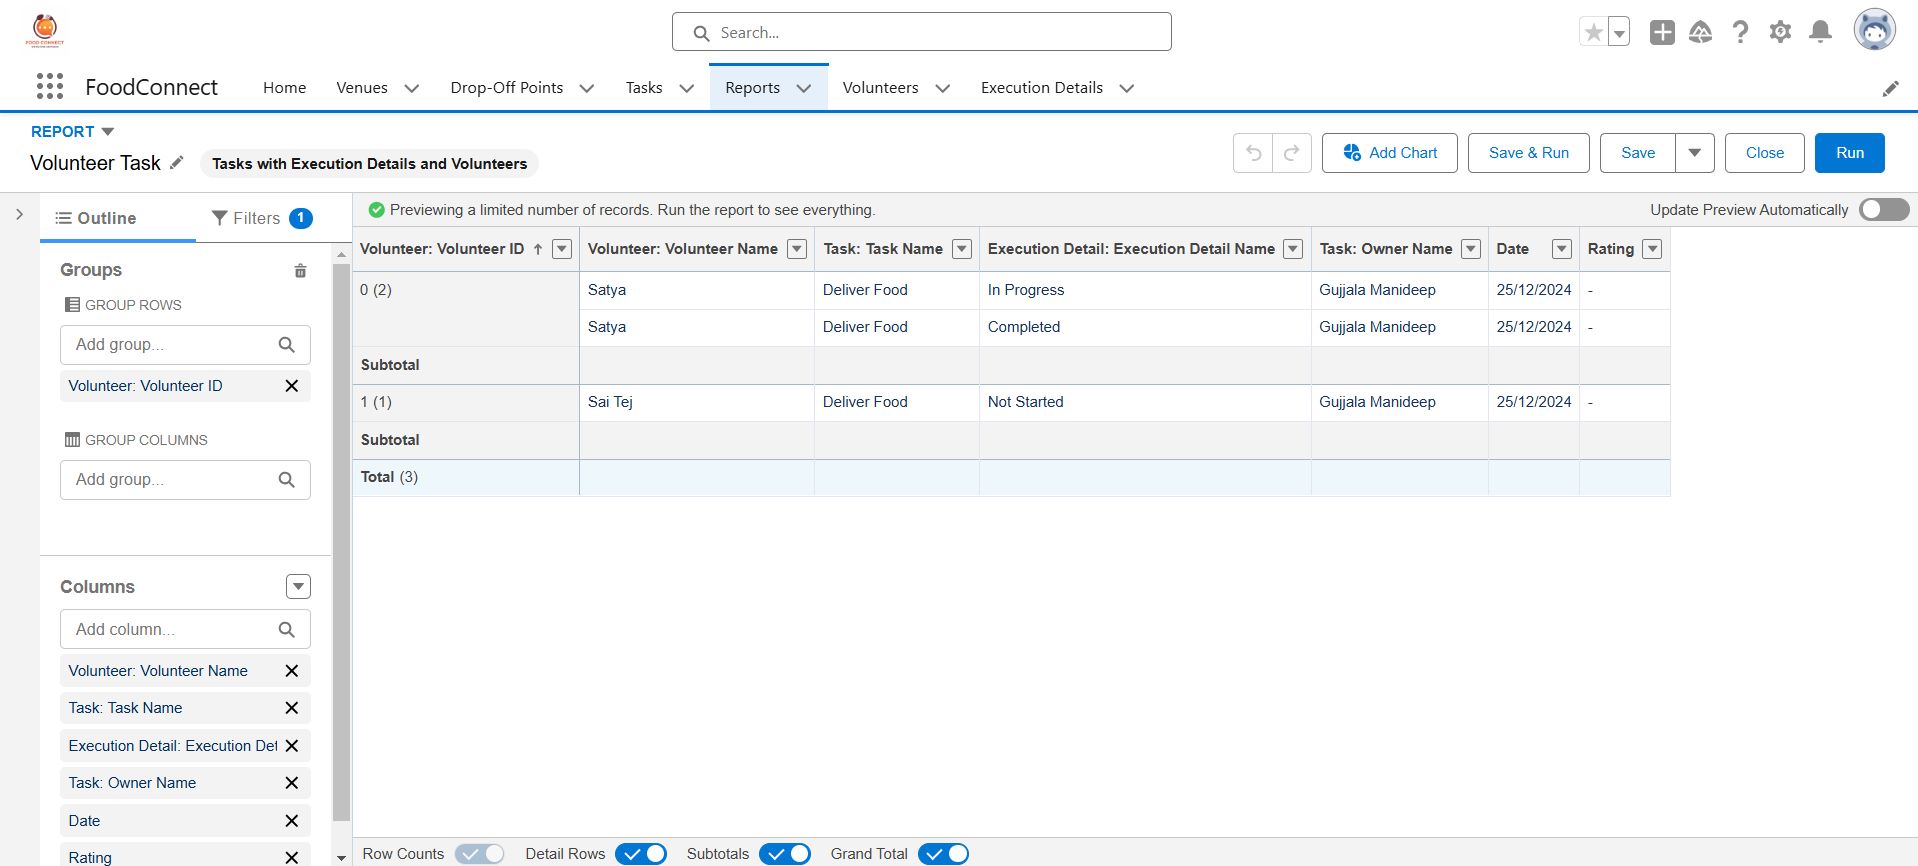 FOOD CONNECT
Search...
FoodConnect
Home
Venues
Drop-Off Points
Tasks
Reports
Volunteers
Execution Details
REPORT
Volunteer Task
Tasks with Execution Details and Volunteers
Add Chart
Save & Run
Save
Close
Run
Outline
Filters 1
Previewing a limited number of records. Run the report to see everything.
Update Preview Automatically
Groups
GROUP ROWS
Add group...
Volunteer: Volunteer ID
GROUP COLUMNS
Add group...
Columns
Add column...
Volunteer: Volunteer Name
Task: Task Name
Execution Detail: Execution Det
Task: Owner Name
Date
Rating
Volunteer: Volunteer ID Volunteer: Volunteer Name Task: Task Name Execution Detail: Execution Detail Name Task: Owner Name Date Rating
0 (2) Satya Deliver Food In Progress Gujjala Manideep 25/12/2024 -
Satya Deliver Food Completed Gujjala Manideep 25/12/2024 -
Subtotal
1 (1) Sai Tej Deliver Food Not Started Gujjala Manideep 25/12/2024 -
Subtotal
Total (3)
Row Counts Detail Rows Subtotals Grand Total